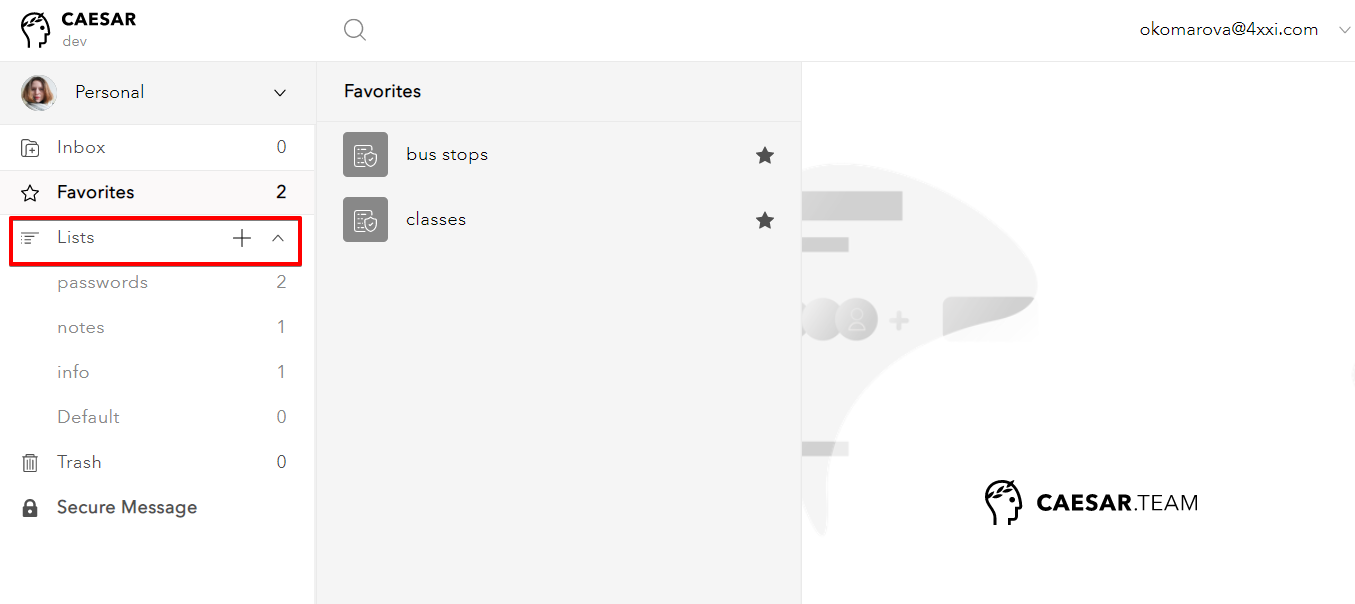 CAESAR
dev
okomarova@4xxi.com
Personal
Favorites
Inbox 0
bus stops
Favorites 2
classes
Lists
passwords 2
notes 1
info 1
Default 0
Trash 0
Secure Message
CAESAR.TEAM